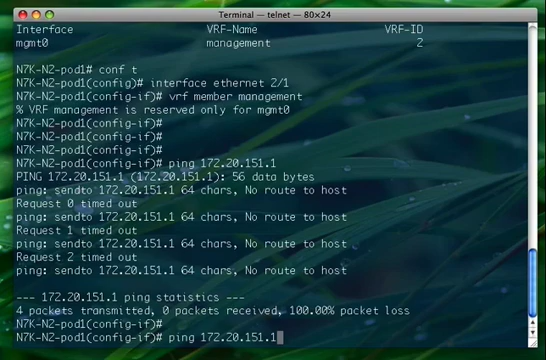 Terminal — telnet — 80×24
Interface VRF-Name VRF-ID
mgmt0 management 2
N7K-N2-pod1# conf t
N7K-N2-pod1(config)# interface ethernet 2/1
N7K-N2-pod1(config-if)# vrf member management
% VRF management is reserved only for mgmt0
N7K-N2-pod1(config-if)#
N7K-N2-pod1(config-if)#
N7K-N2-pod1(config-if)#
N7K-N2-pod1(config-if)# ping 172.20.151.1
PING 172.20.151.1 (172.20.151.1): 56 data bytes
ping: sendto 172.20.151.1 64 chars, No route to host
Request 0 timed out
ping: sendto 172.20.151.1 64 chars, No route to host
Request 1 timed out
ping: sendto 172.20.151.1 64 chars, No route to host
Request 2 timed out
ping: sendto 172.20.151.1 64 chars, No route to host
--- 172.20.151.1 ping statistics ---
4 packets transmitted, 0 packets received, 100.00% packet loss
N7K-N2-pod1(config-if)#
N7K-N2-pod1(config-if)# ping 172.20.151.1